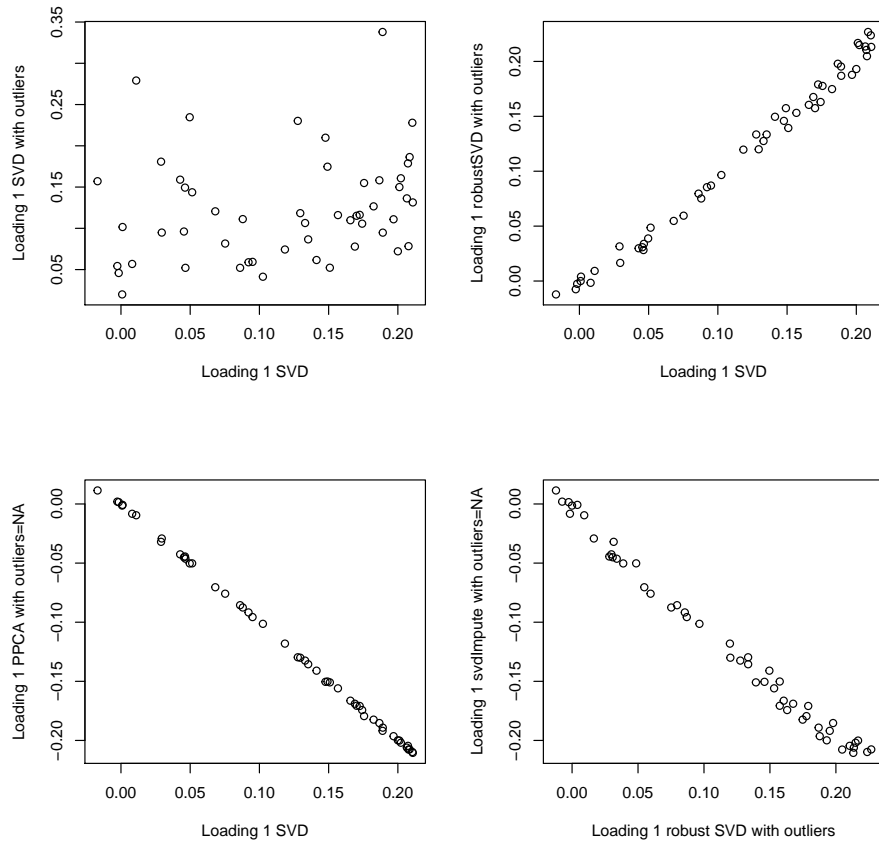 0.05 0.15 0.25 0.35
Loading 1 SVD with outliers
0.00 0.05 0.10 0.15 0.20
Loading 1 SVD
0.00 0.05 0.10 0.15 0.20
Loading 1 robustSVD with outliers
0.00 0.05 0.10 0.15 0.20
Loading 1 SVD
−0.20 −0.15 −0.10 −0.05 0.00
Loading 1 PPCA with outliers=NA
0.00 0.05 0.10 0.15 0.20
Loading 1 SVD
−0.20 −0.15 −0.10 −0.05 0.00
Loading 1 svdImpute with outliers=NA
0.00 0.05 0.10 0.15 0.20
Loading 1 robust SVD with outliers